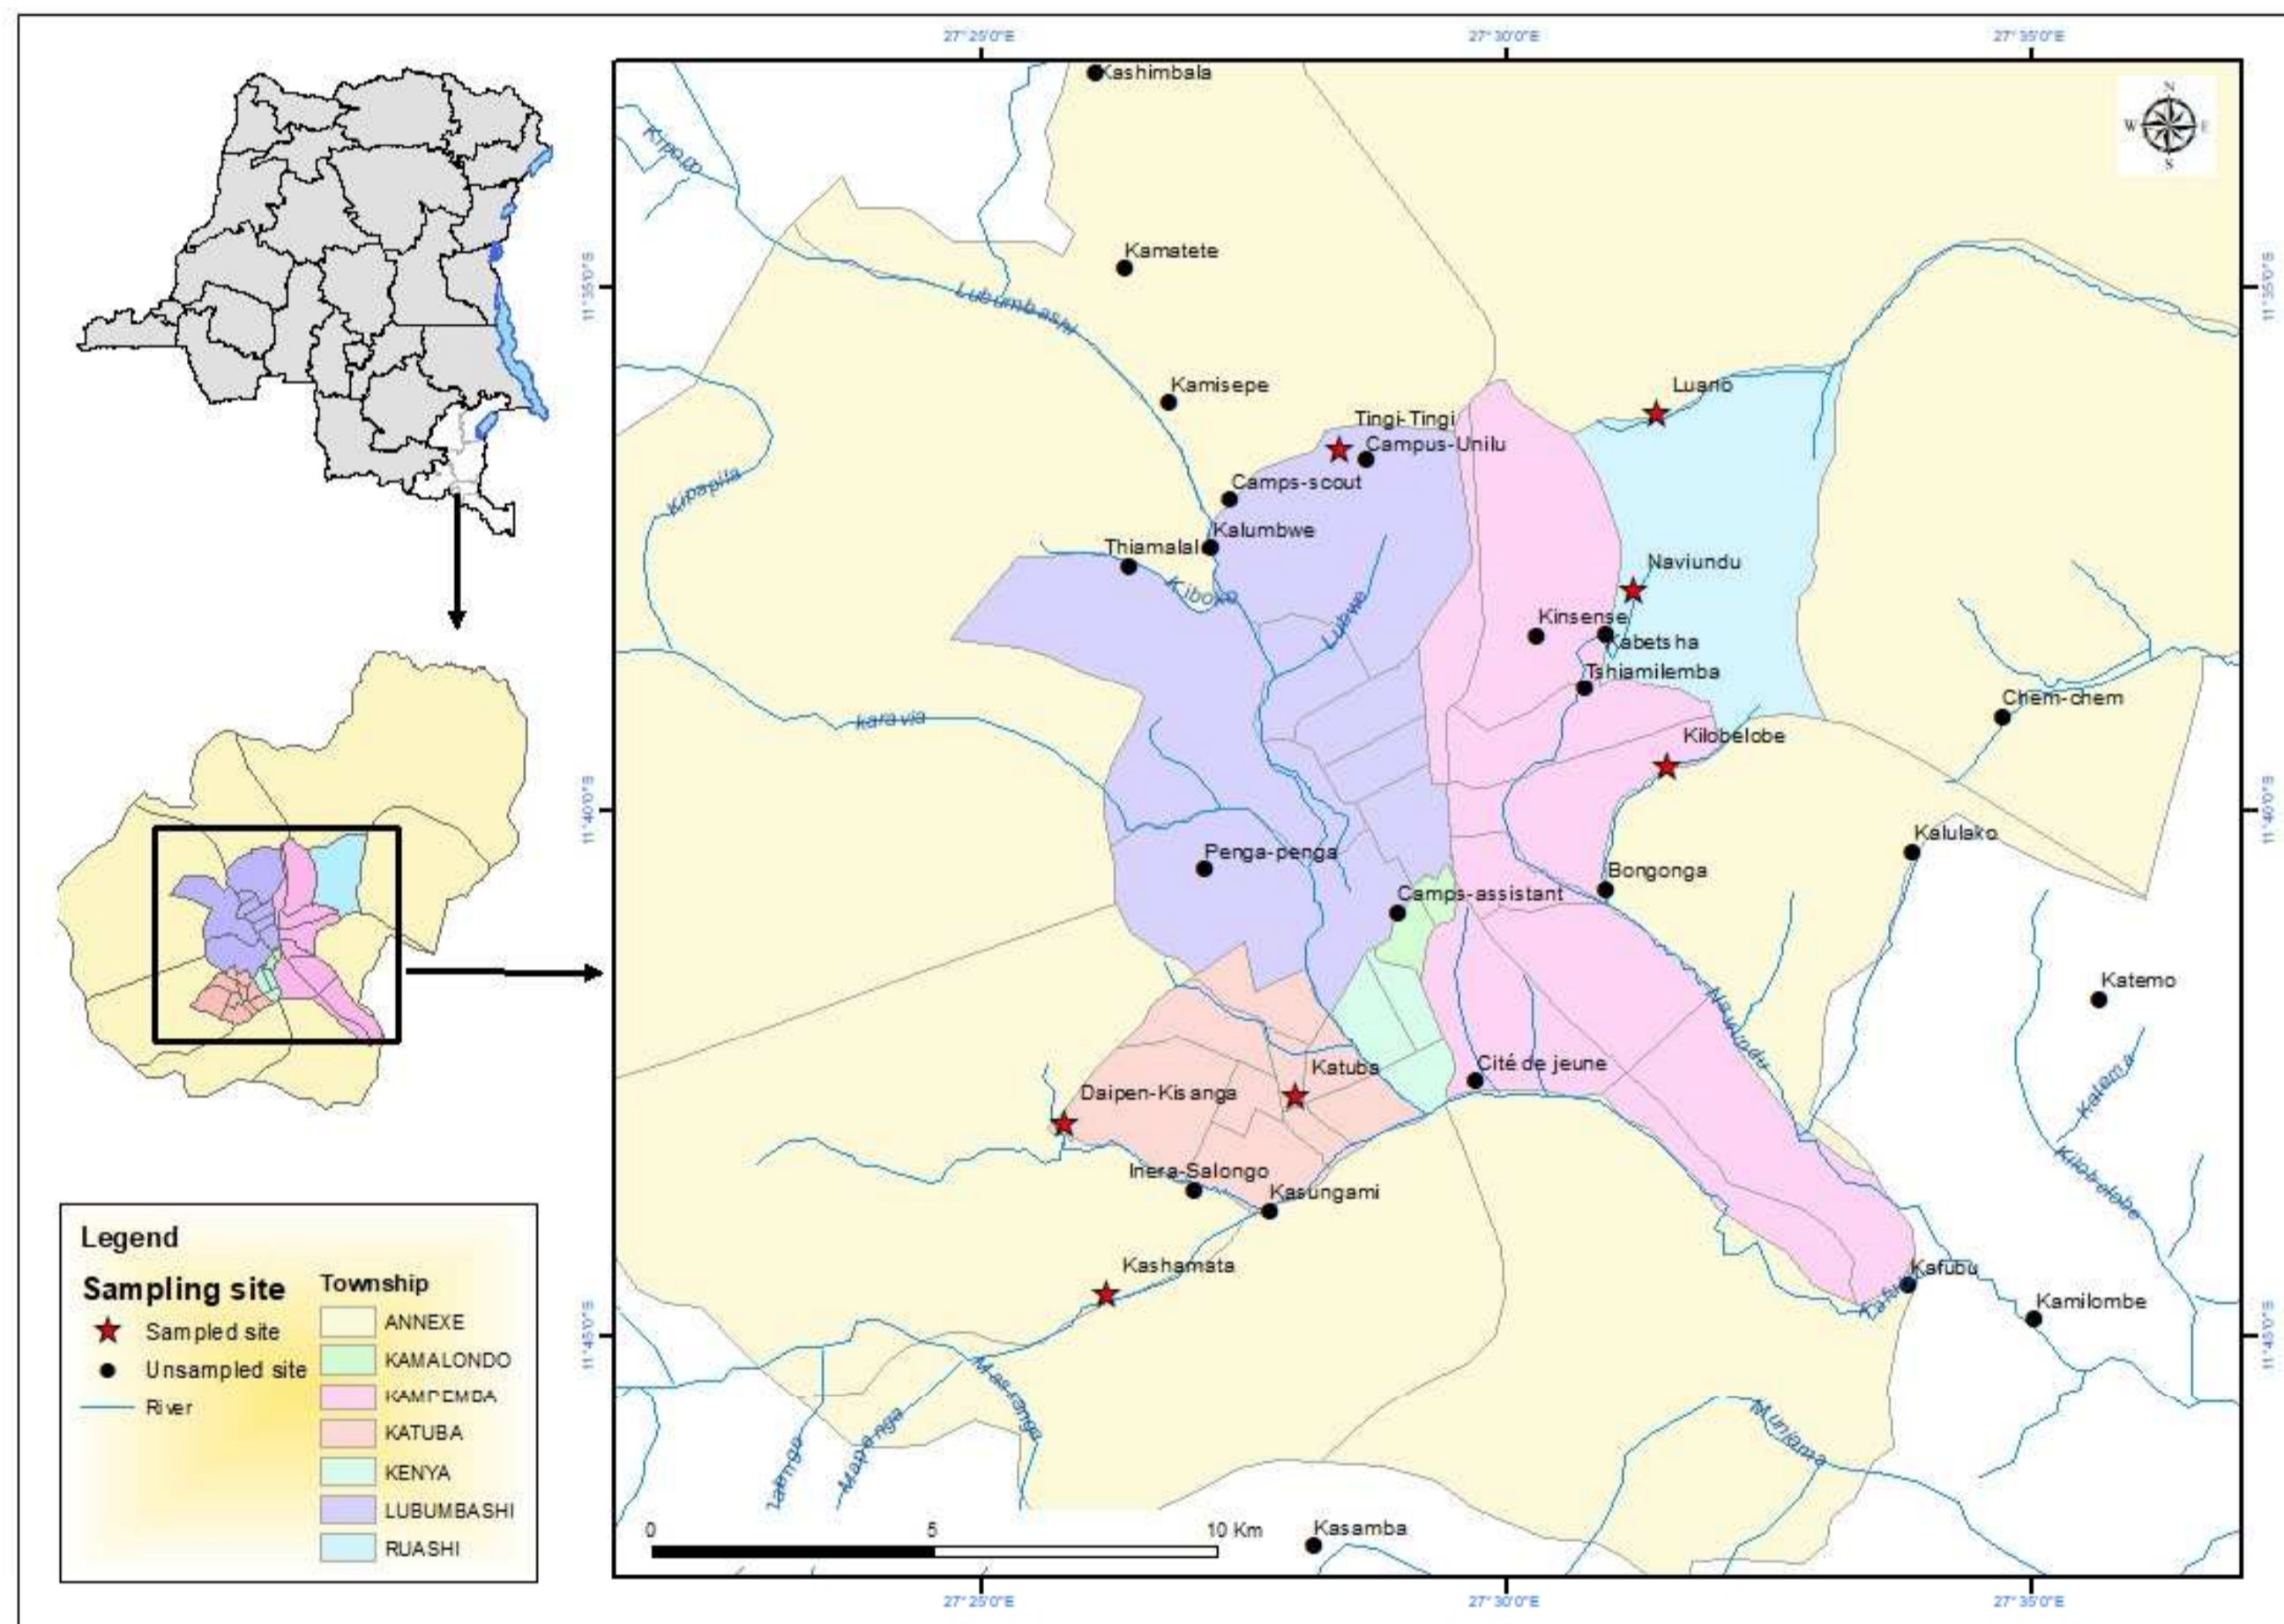 27°25'0"E
27°30'0"E
27°35'0"E
N
W
E
S
11°35'0"S
11°35'0"S
11°40'0"S
11°40'0"S
11°45'0"S
11°45'0"S
27°25'0"E
27°30'0"E
27°35'0"E
Kashimbala
Kamatete
Lubumbashi
Kamisepe
Luano
Tingi-Tingi
Campus-Unilu
Camps-scout
Kipapila
Kalumbwe
Thiamalal
Kiboko
Naviundu
Lubwe
Kinsense
Kabetsha
Tshiamilemba
Chem-chem
karavia
Kilobelobe
Kalulako
Penga-penga
Bongonga
Camps-assistant
Katemo
Naviundu
Cité de jeune
Katuba
Daipen-Kisanga
Katema
Inera-Salongo
Kasungami
Kilobelobe
Kashamata
Kafubu
Kafubu
Kamilombe
Masranga
Munjama
Kasamba
0
5
10 Km
Legend
Sampling site
Sampled site
Unsampled site
River
Township
ANNEXE
KAMALONDO
KAMPEMBA
KATUBA
KENYA
LUBUMBASHI
RUASHI